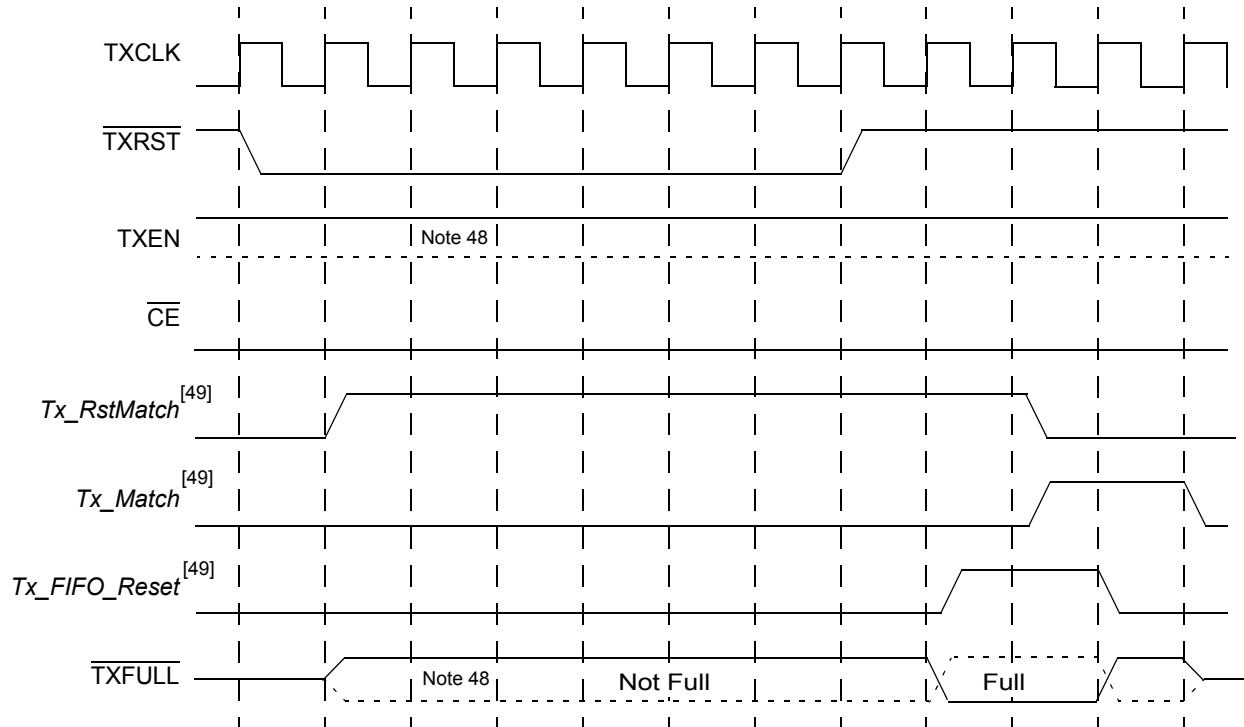 TXCLK
TXRST
TXEN
Note 48
CE
Tx_RstMatch[49]
Tx_Match[49]
Tx_FIFO_Reset[49]
TXFULL
Note 48
Not Full
Full